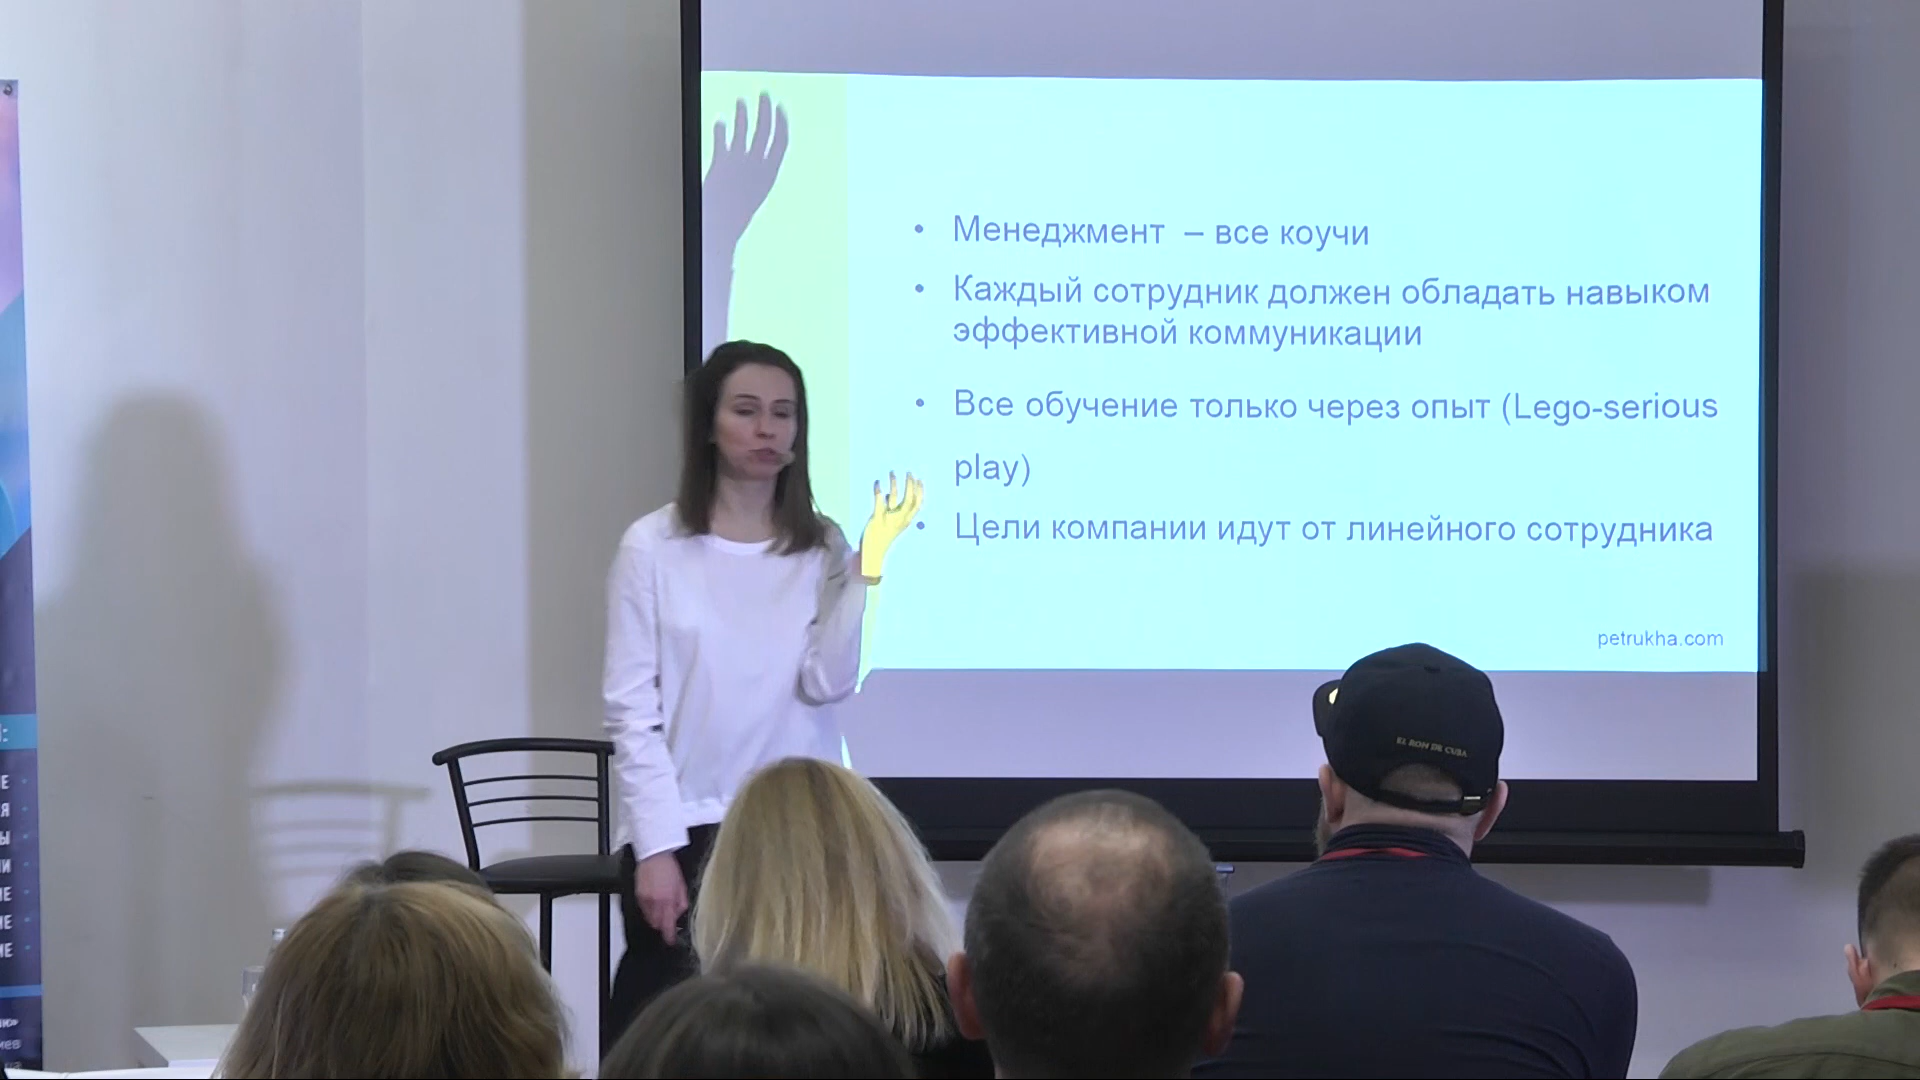 • Менеджмент – все коучи
• Каждый сотрудник должен обладать навыком
эффективной коммуникации
• Все обучение только через опыт (Lego-serious
play)
• Цели компании идут от линейного сотрудника
petrukha.com
EL RON DE CUBA